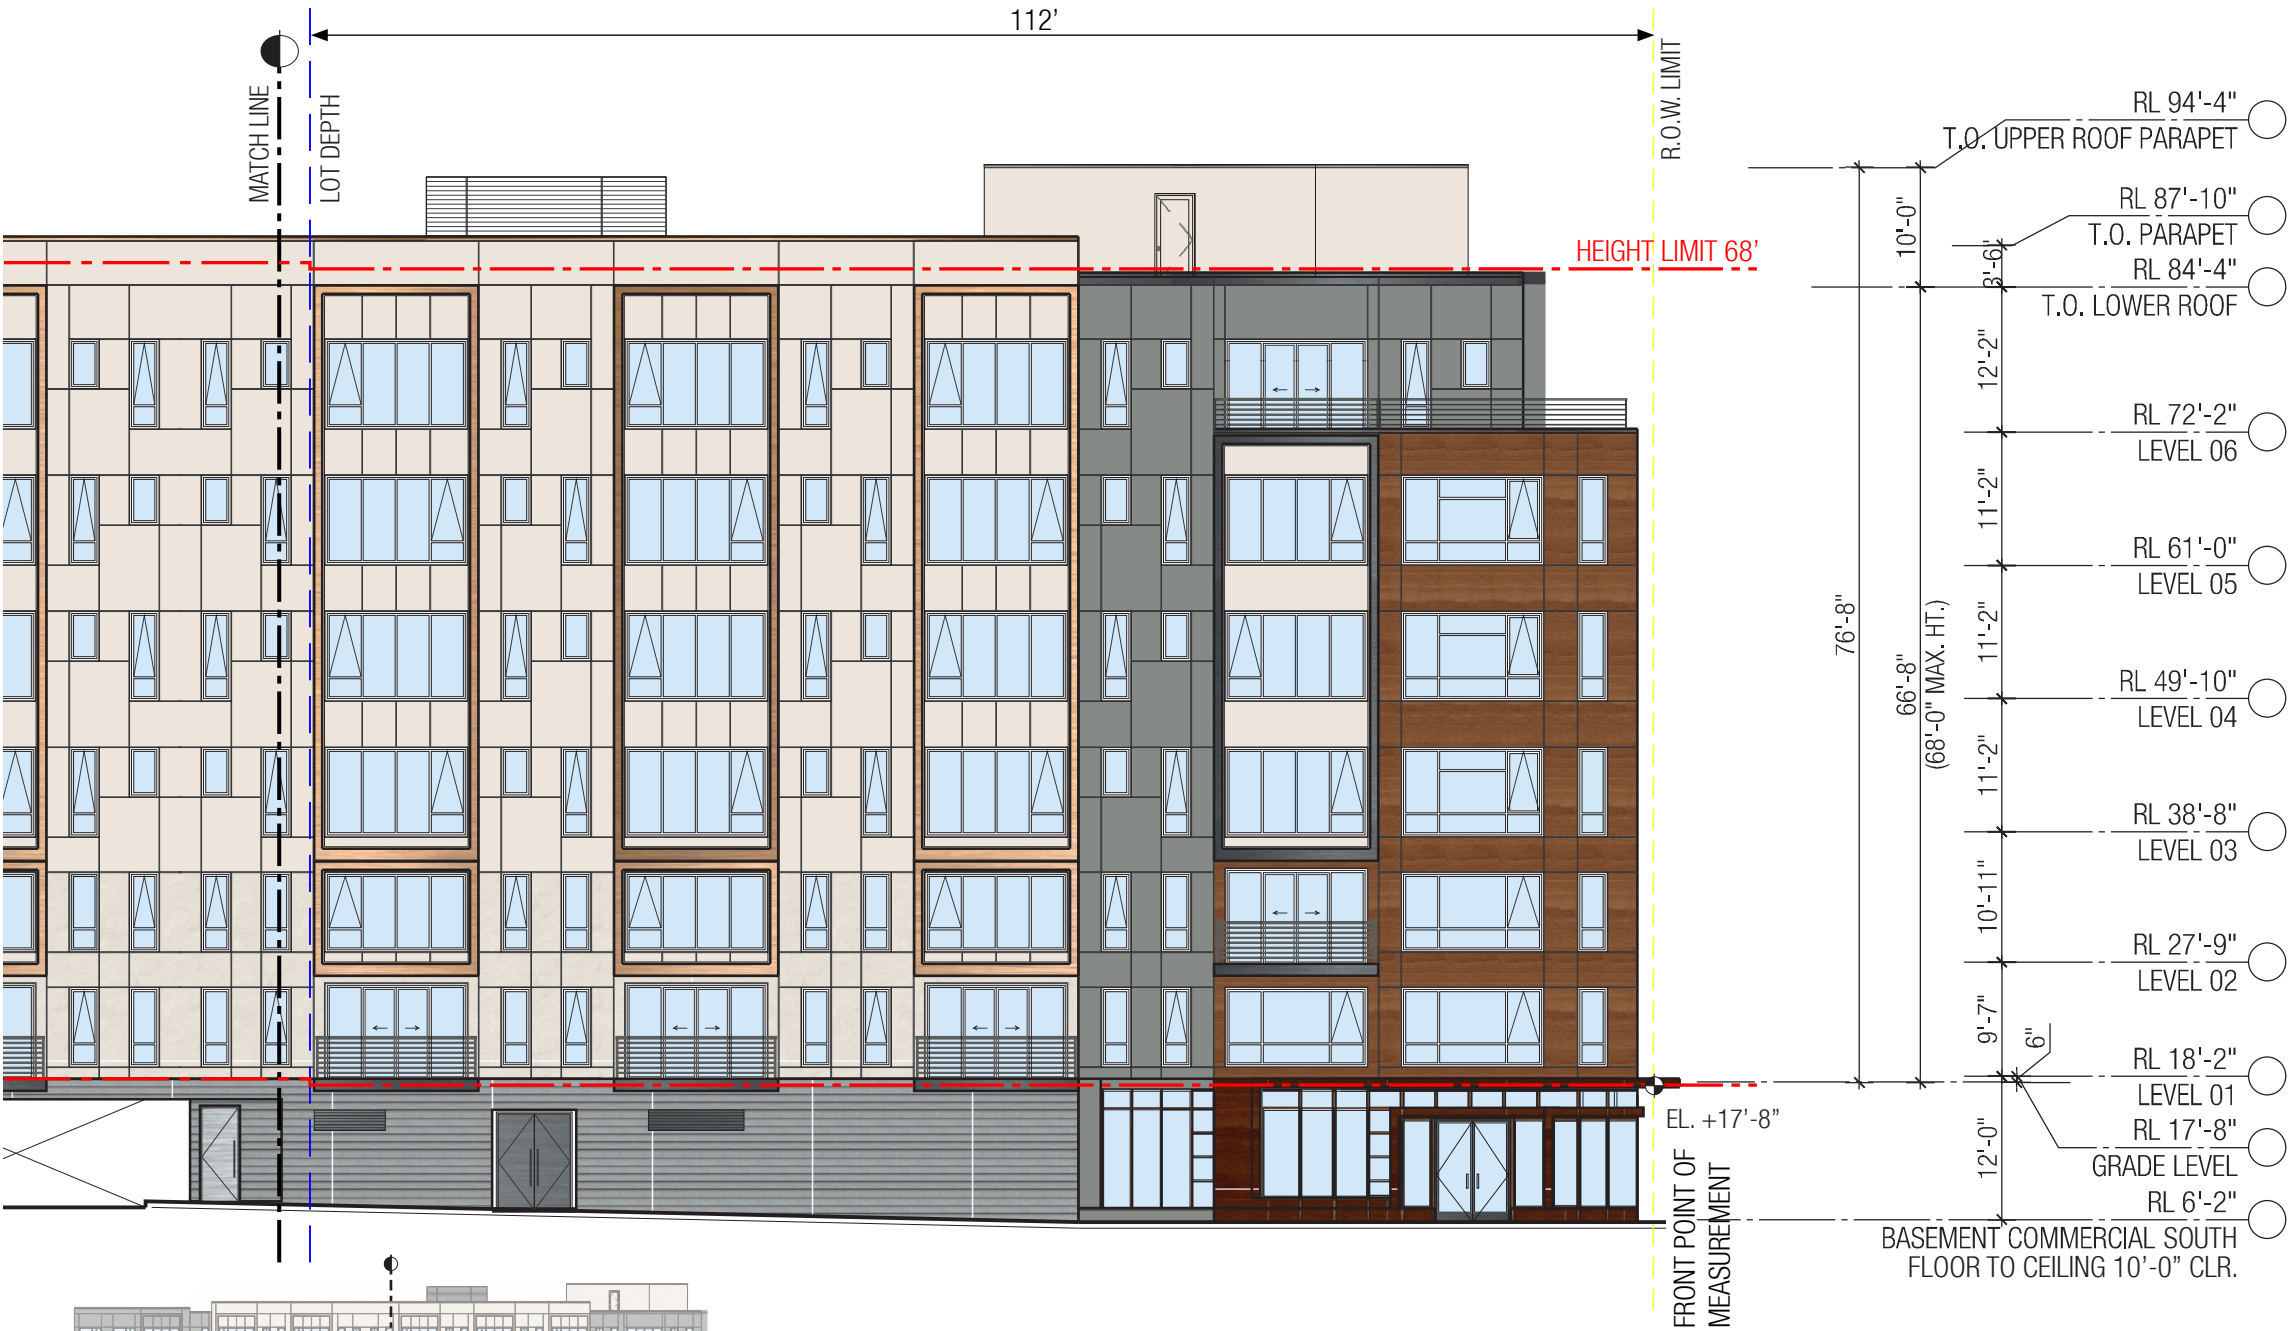 112'
MATCH LINE
LOT DEPTH
R.O.W. LIMIT
HEIGHT LIMIT 68'
RL 94'-4"
T.O. UPPER ROOF PARAPET
RL 87'-10"
T.O. PARAPET
RL 84'-4"
T.O. LOWER ROOF
RL 72'-2"
LEVEL 06
RL 61'-0"
LEVEL 05
RL 49'-10"
LEVEL 04
RL 38'-8"
LEVEL 03
RL 27'-9"
LEVEL 02
RL 18'-2"
LEVEL 01
RL 17'-8"
GRADE LEVEL
RL 6'-2"
BASEMENT COMMERCIAL SOUTH
FLOOR TO CEILING 10'-0” CLR.
76'-8"
10'-0"
66'-8"
(68'-0" MAX. HT.)
3'-6"
12'-2"
11'-2"
11'-2"
11'-2"
10'-11"
9'-7"
6"
12'-0"
EL. +17'-8”
FRONT POINT OF
MEASUREMENT